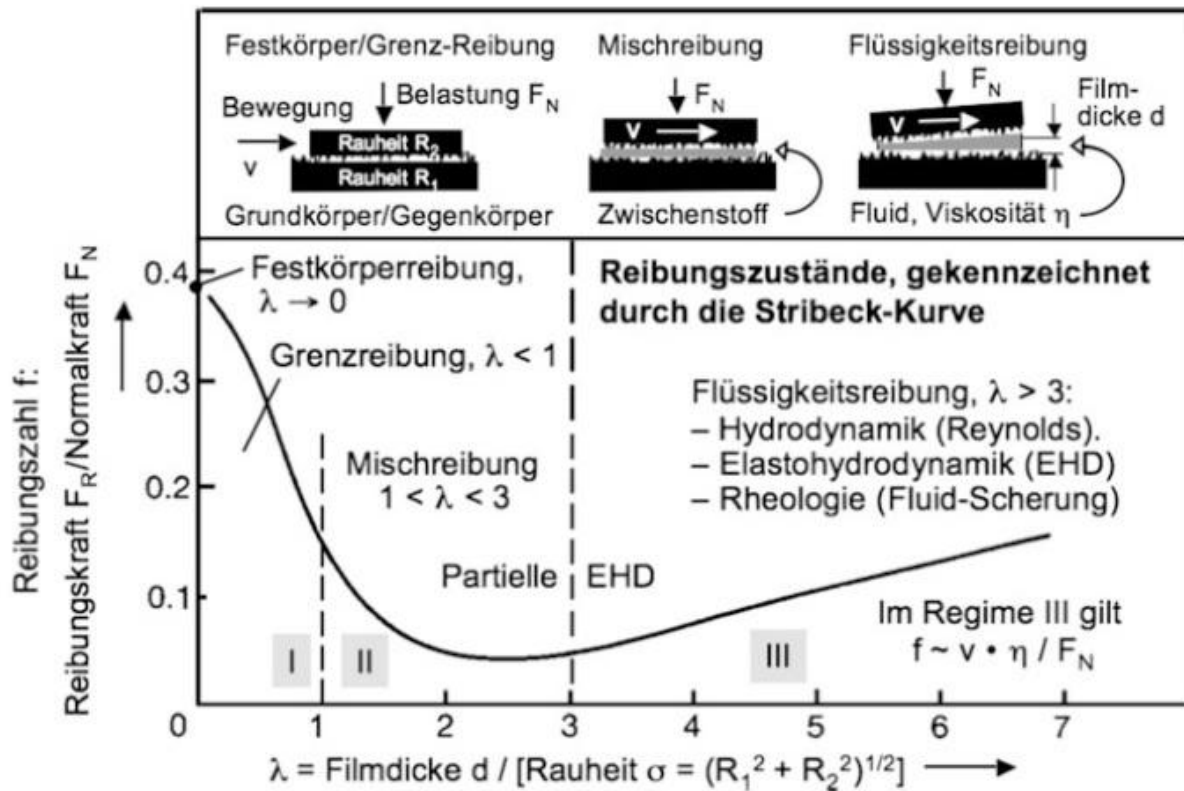 Festkörper/Grenz-Reibung
Bewegung
v
Belastung F_N
Rauheit R_2
Rauheit R_1
Grundkörper/Gegenkörper
Mischreibung
F_N
v
Zwischenstoff
Flüssigkeitsreibung
F_N
v
Film-
dicke d
Fluid, Viskosität η
Reibungszahl f:
Reibungskraft F_R/Normalkraft F_N
0.4
0.3
0.2
0.1
0
Festkörperreibung,
λ → 0
Grenzreibung, λ < 1
Mischreibung
1 < λ < 3
Partielle EHD
Reibungszustände, gekennzeichnet
durch die Stribeck-Kurve
Flüssigkeitsreibung, λ > 3:
– Hydrodynamik (Reynolds).
– Elastohydrodynamik (EHD)
– Rheologie (Fluid-Scherung)
Im Regime III gilt
f ~ v • η / F_N
I
II
III
1 2 3 4 5 6 7
λ = Filmdicke d / [Rauheit σ = (R_1² + R_2²)^1/2]